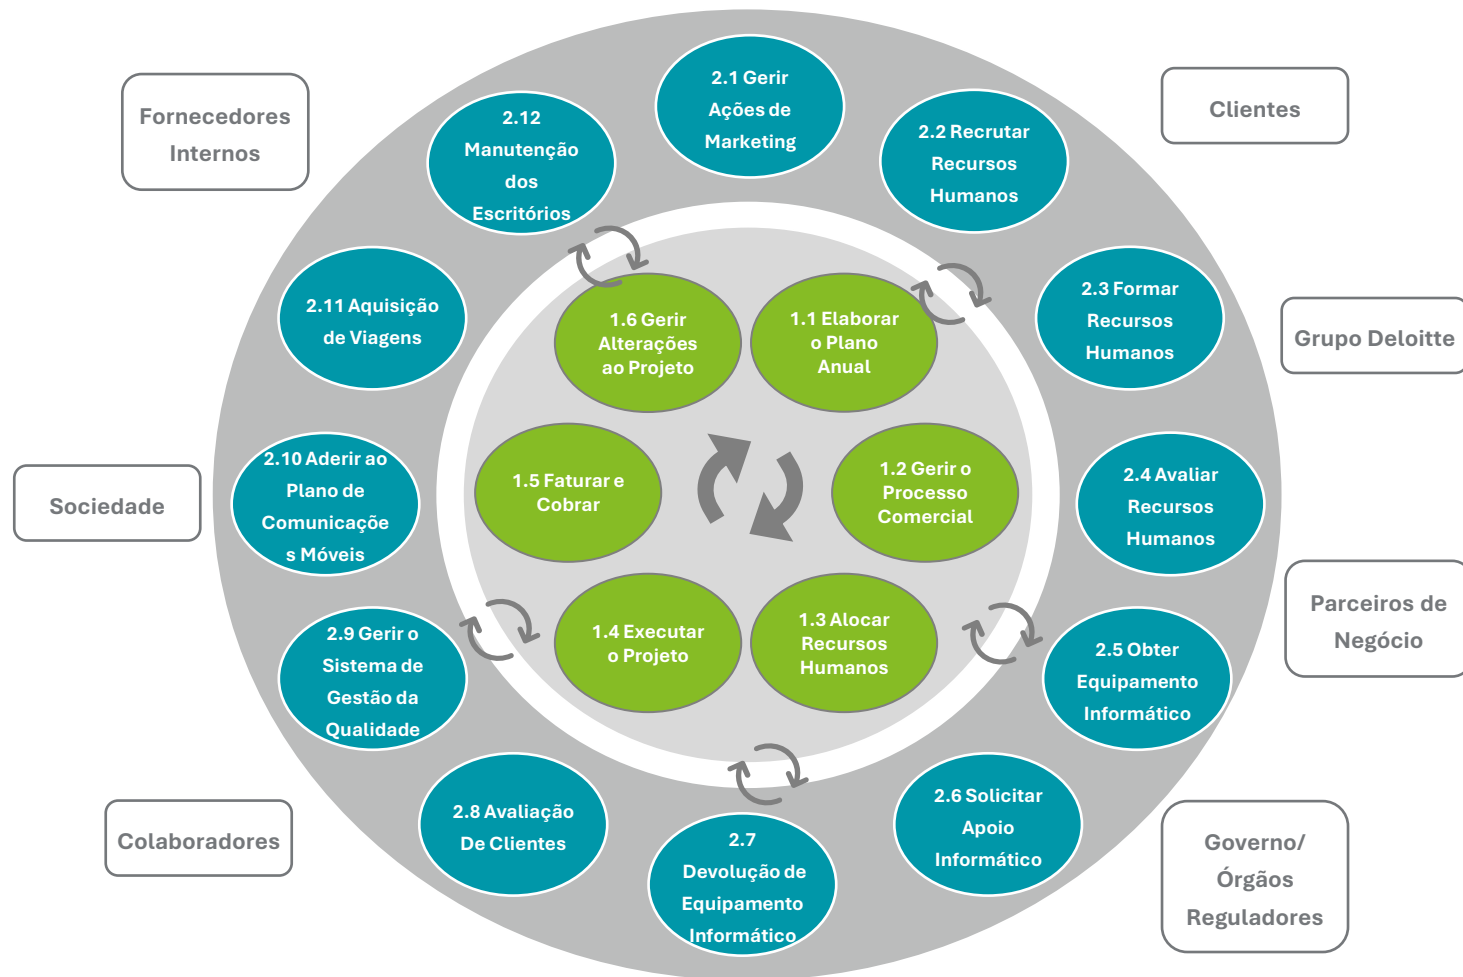 Fornecedores
Internos
2.12
Manutenção
dos
Escritórios
2.1 Gerir
Ações de
Marketing
2.2 Recrutar
Recursos
Humanos
Clientes
2.11 Aquisição
de Viagens
1.6 Gerir
Alterações
ao Projeto
1.1 Elaborar
o Plano
Anual
2.3 Formar
Recursos
Humanos
Grupo Deloitte
Sociedade
2.10 Aderir ao
Plano de
Comunicaçõe
s Móveis
1.5 Faturar e
Cobrar
1.2 Gerir o
Processo
Comercial
2.4 Avaliar
Recursos
Humanos
Parceiros de
Negócio
2.9 Gerir o
Sistema de
Gestão da
Qualidade
1.4 Executar
o Projeto
1.3 Alocar
Recursos
Humanos
2.5 Obter
Equipamento
Informático
Colaboradores
2.8 Avaliação
De Clientes
2.7
Devolução de
Equipamento
Informático
2.6 Solicitar
Apoio
Informático
Governo/
Órgãos
Reguladores